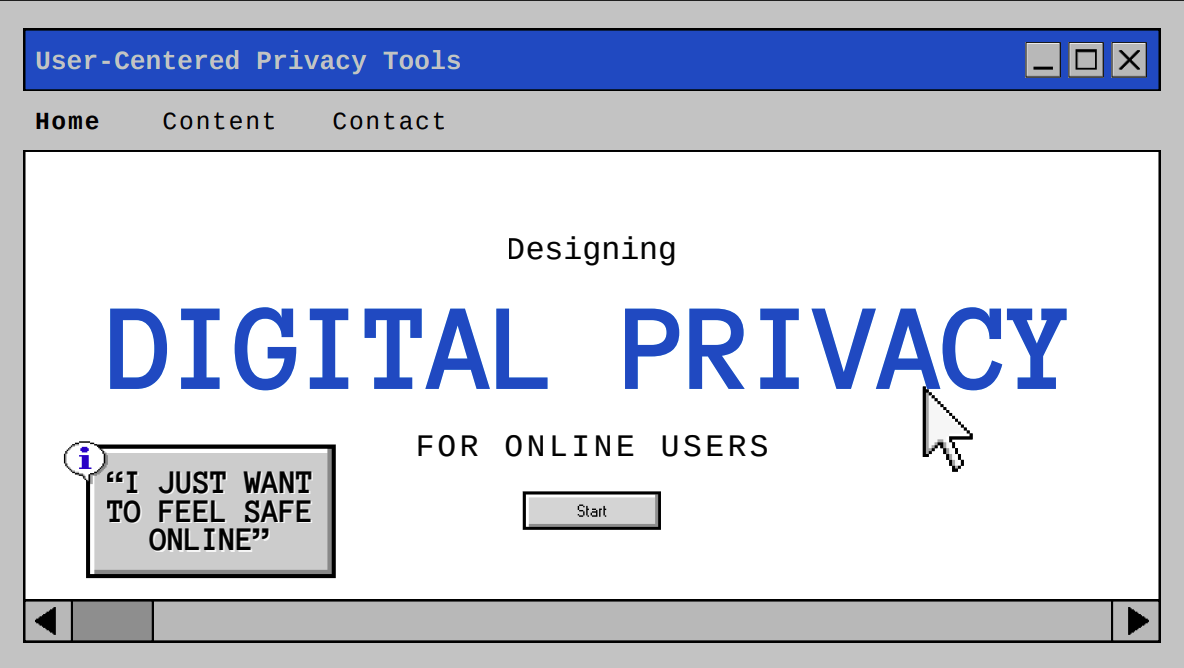 User-Centered Privacy Tools
Home Content Contact
Designing
DIGITAL PRIVACY
FOR ONLINE USERS
i
“I JUST WANT
TO FEEL SAFE
ONLINE”
Start